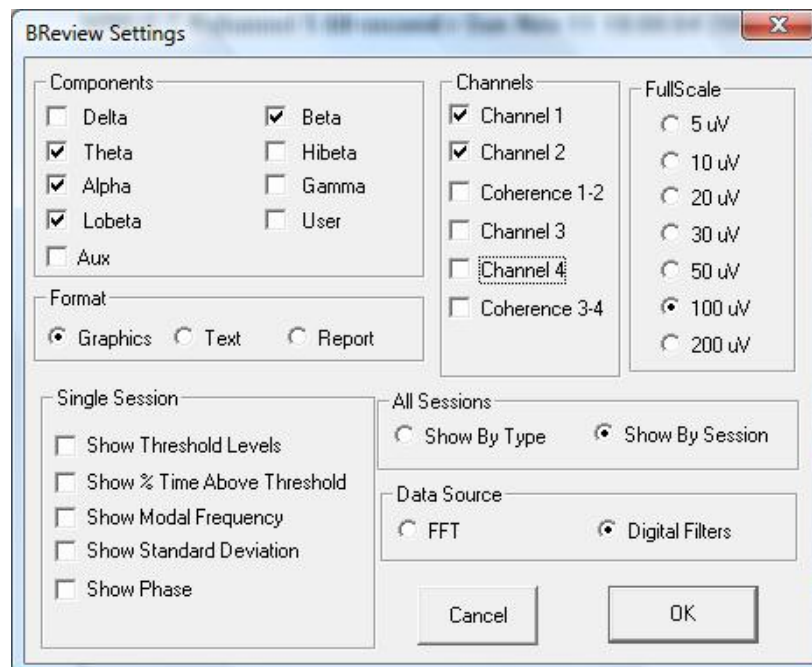 BReview Settings
Components
Delta
Theta
Alpha
Lobeta
Aux
Beta
Hibeta
Gamma
User
Channels
Channel 1
Channel 2
Coherence 1-2
Channel 3
Channel 4
Coherence 3-4
FullScale
5 uV
10 uV
20 uV
30 uV
50 uV
100 uV
200 uV
Format
Graphics
Text
Report
Single Session
Show Threshold Levels
Show % Time Above Threshold
Show Modal Frequency
Show Standard Deviation
Show Phase
All Sessions
Show By Type
Show By Session
Data Source
FFT
Digital Filters
Cancel
OK